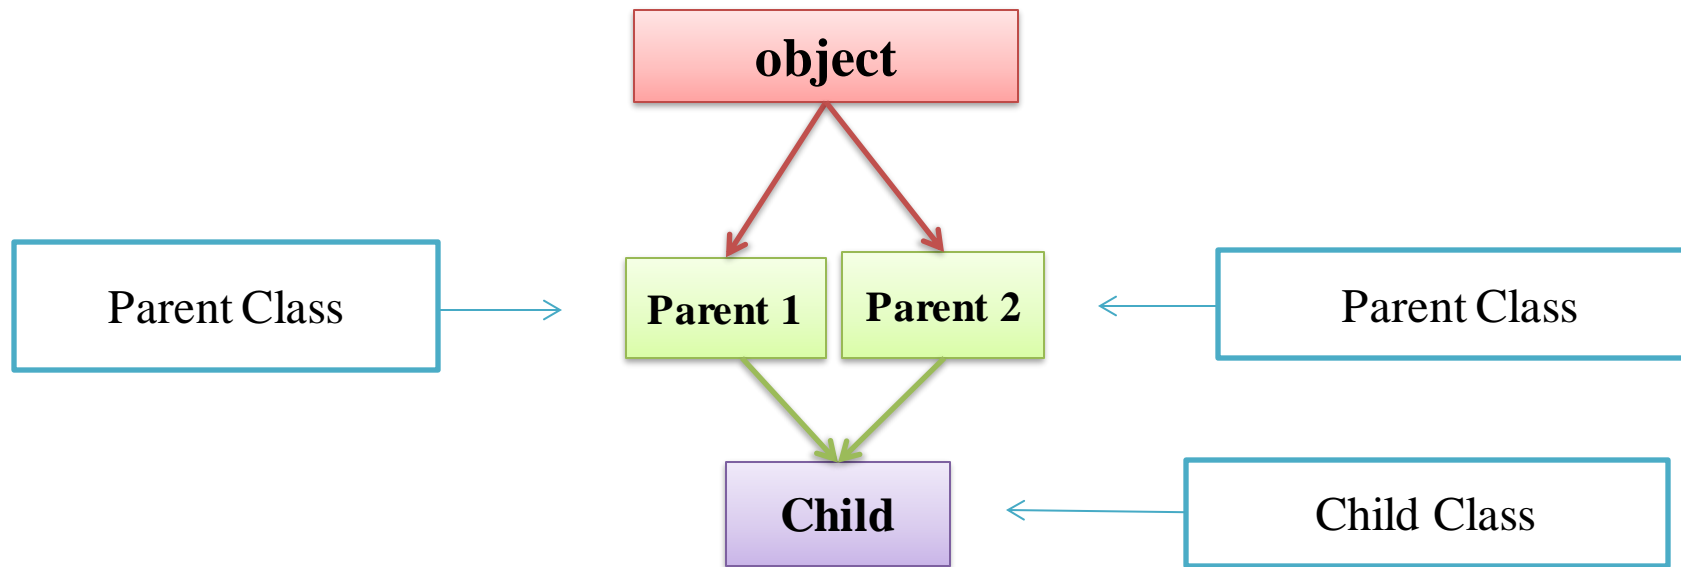 object
Parent Class
Parent 1
Parent 2
Parent Class
Child
Child Class